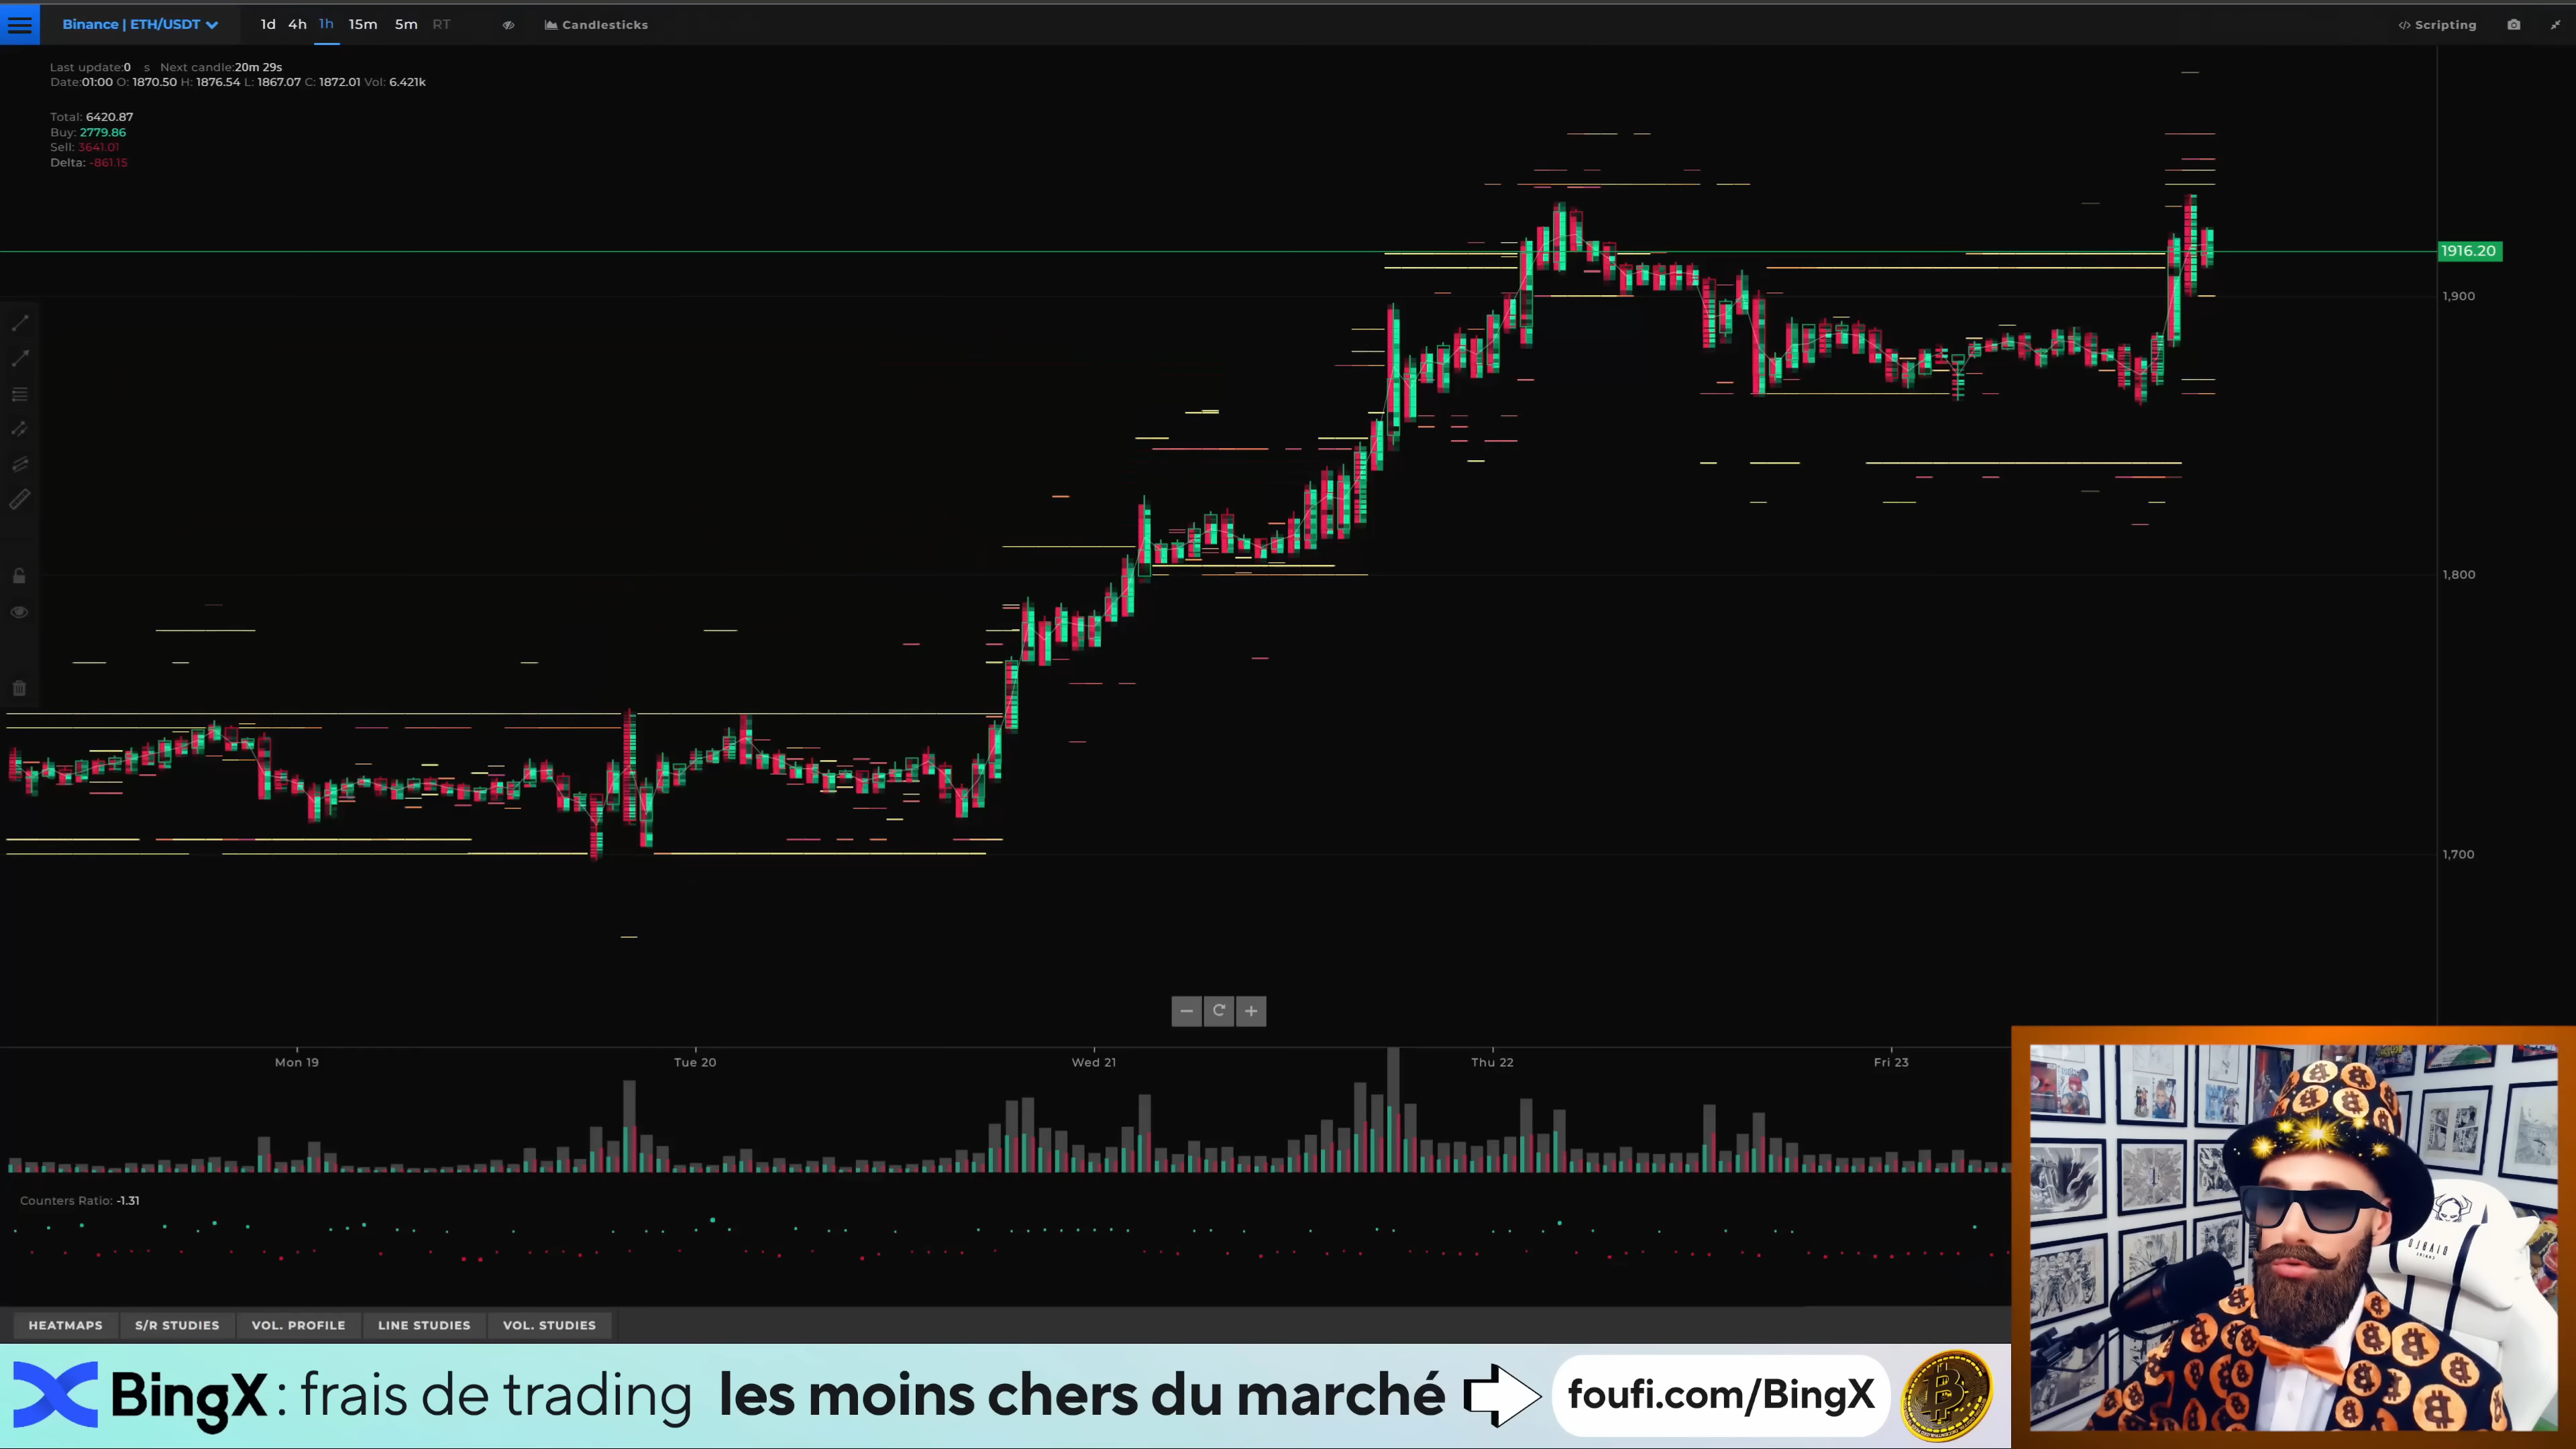 Binance | ETH/USDT 1d 4h 1h 15m 5m RT Candlesticks Scripting
Last update:0 s Next candle:20m 29s
Date:01:00 O: 1870.50 H: 1876.54 L: 1867.07 C: 1872.01 Vol: 6.421k
Total: 6420.87
Buy: 2779.86
Sell: 3641.01
Delta: -861.15
1916.20
1,900
1,800
1,700
Mon 19 Tue 20 Wed 21 Thu 22 Fri 23
Counters Ratio: -1.31
DIABLO
HEATMAPS S/R STUDIES VOL. PROFILE LINE STUDIES VOL. STUDIES
BingX : frais de trading les moins chers du marché foufi.com/BingX